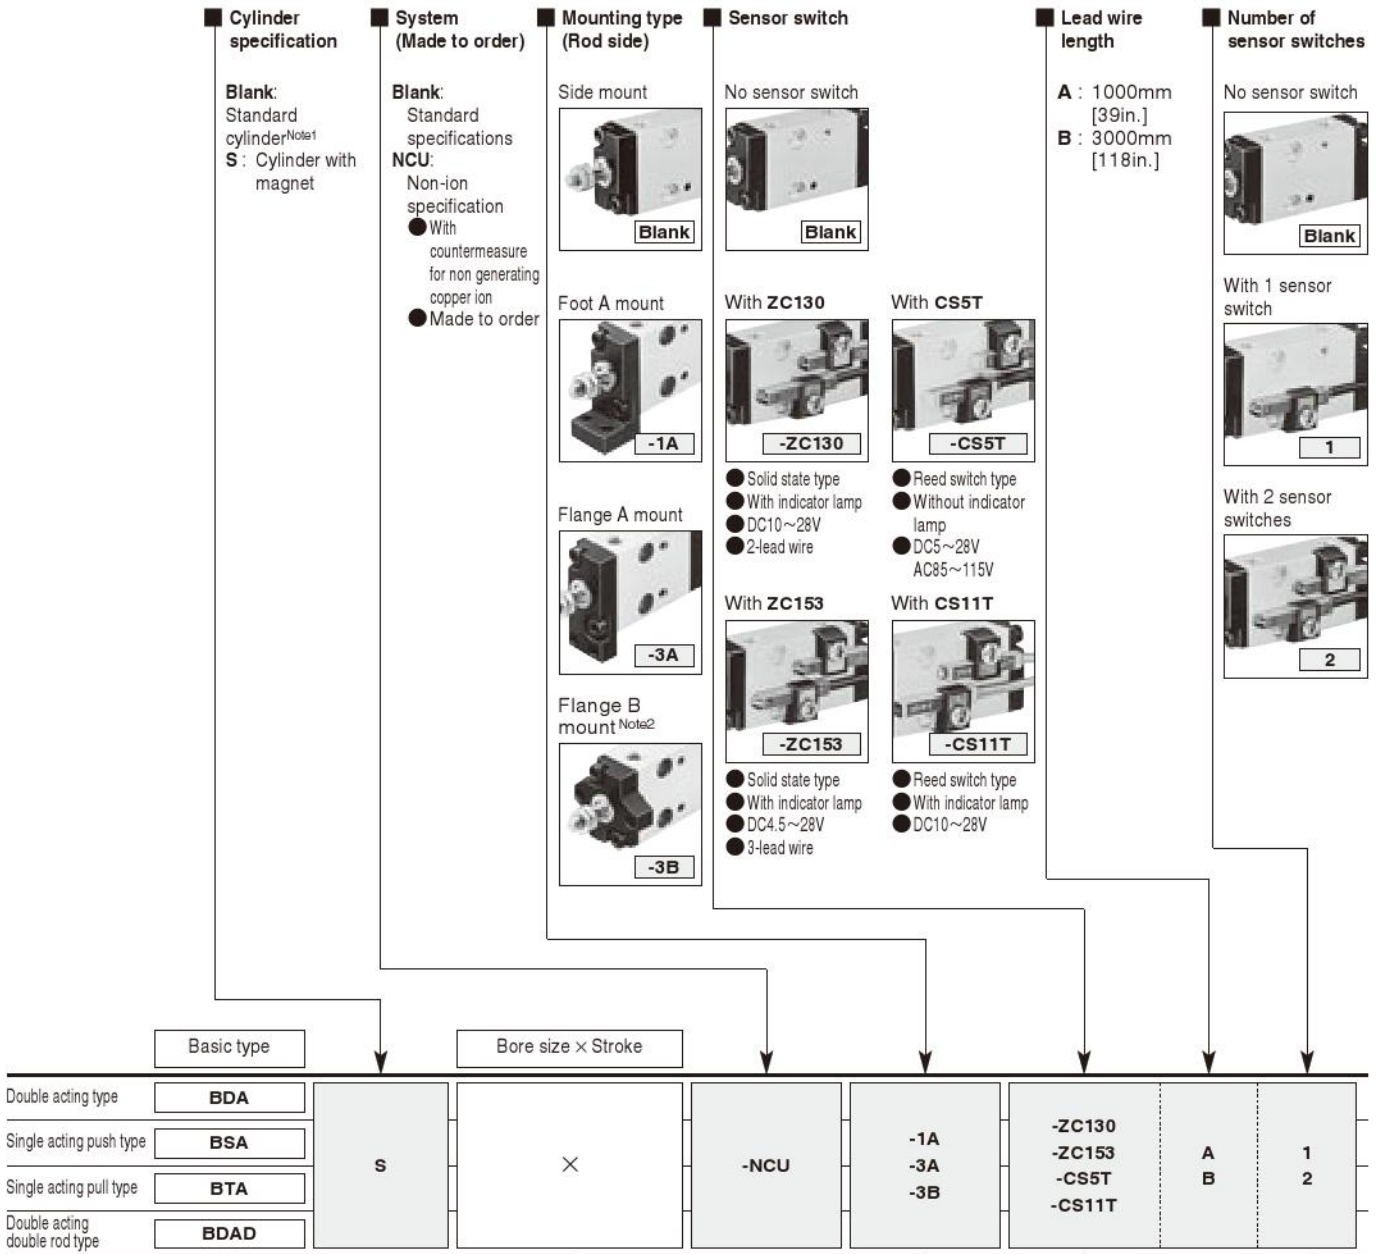 ■ Cylinder
specification
Blank:
Standard
cylinderNote1
S : Cylinder with
magnet
■ System
(Made to order)
Blank:
Standard
specifications
NCU:
Non-ion
specification
●With
countermeasure
for non generating
copper ion
●Made to order
■ Mounting type
(Rod side)
Side mount
Blank
Foot A mount
-1A
Flange A mount
-3A
Flange B
mount Note2
-3B
■ Sensor switch
No sensor switch
Blank
With ZC130
-ZC130
●Solid state type
●With indicator lamp
●DC10～28V
●2-lead wire
With CS5T
-CS5T
●Reed switch type
●Without indicator
lamp
●DC5～28V
AC85～115V
With ZC153
-ZC153
●Solid state type
●With indicator lamp
●DC4.5～28V
●3-lead wire
With CS11T
-CS11T
●Reed switch type
●With indicator lamp
●DC10～28V
■ Lead wire
length
A : 1000mm
[39in.]
B : 3000mm
[118in.]
■ Number of
sensor switches
No sensor switch
Blank
With 1 sensor
switch
1
With 2 sensor
switches
2
Basic type
Bore size × Stroke
Double acting type
BDA
Single acting push type
BSA
Single acting pull type
BTA
Double acting
double rod type
BDAD
S
×
-NCU
-1A
-3A
-3B
-ZC130
-ZC153
-CS5T
-CS11T
A
B
1
2